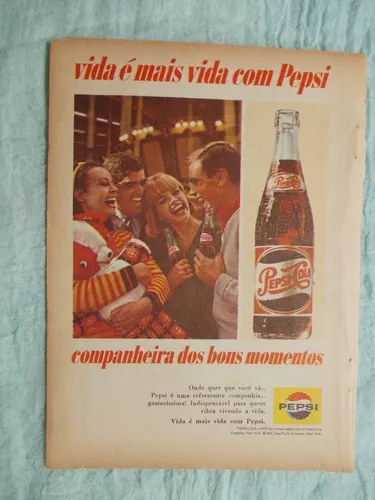 vida é mais vida com Pepsi
Pepsi
PEPSI-COLA
companheira dos bons momentos
Onde quer que você vá...
Pepsi é uma refrescante companhia...
gostosíssima! Indispensável para quem
vibra vivendo a vida.
Vida é mais vida com Pepsi.
PEPSI